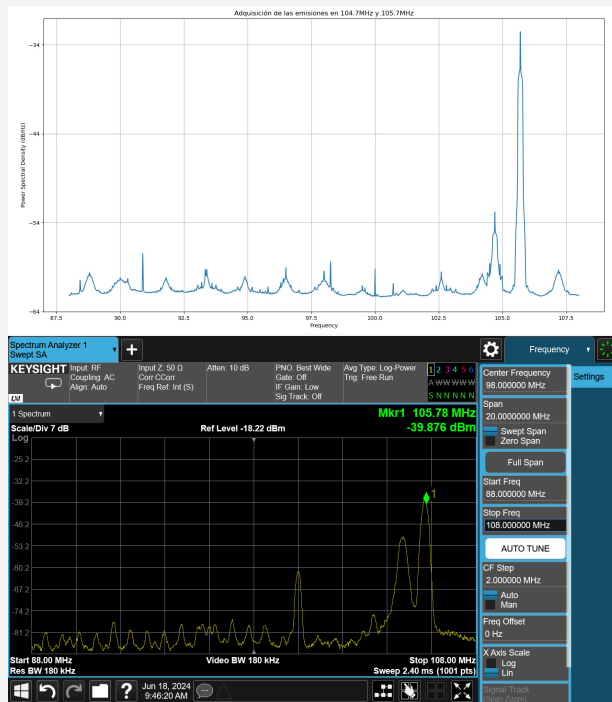 Adquisición de las emisiones en 104.7MHz y 105.7MHz
−34
−44
−54
−64
Power Spectral Density (dB/Hz)
87.5 90.0 92.5 95.0 97.5 100.0 102.5 105.0 107.5
Frequency
Spectrum Analyzer 1
Swept SA
Frequency
KEYSIGHT
Input: RF
Coupling: AC
Align: Auto
Input Z: 50 Ω
Corr CCorr
Freq Ref: Int (S)
Atten: 10 dB
PNO: Best Wide
Gate: Off
IF Gain: Low
Sig Track: Off
Avg Type: Log-Power
Trig: Free Run
1 2 3 4 5 6
A W W W W W
S N N N N N
LXI
1 Spectrum
Scale/Div 7 dB
Ref Level -18.22 dBm
Mkr1 105.78 MHz
-39.876 dBm
Log
-25.2
-32.2
-39.2
-46.2
-53.2
-60.2
-67.2
-74.2
-81.2
1
Start 88.00 MHz
Video BW 180 kHz
Stop 108.00 MHz
Res BW 180 kHz
Sweep 2.40 ms (1001 pts)
Center Frequency
98.000000 MHz
Settings
Span
20.0000000 MHz
Swept Span
Zero Span
Full Span
Start Freq
88.000000 MHz
Stop Freq
108.000000 MHz
AUTO TUNE
CF Step
2.000000 MHz
Auto
Man
Freq Offset
0 Hz
X Axis Scale
Log
Lin
Signal Track
(Span Zoom)
Jun 18, 2024
9:46:20 AM